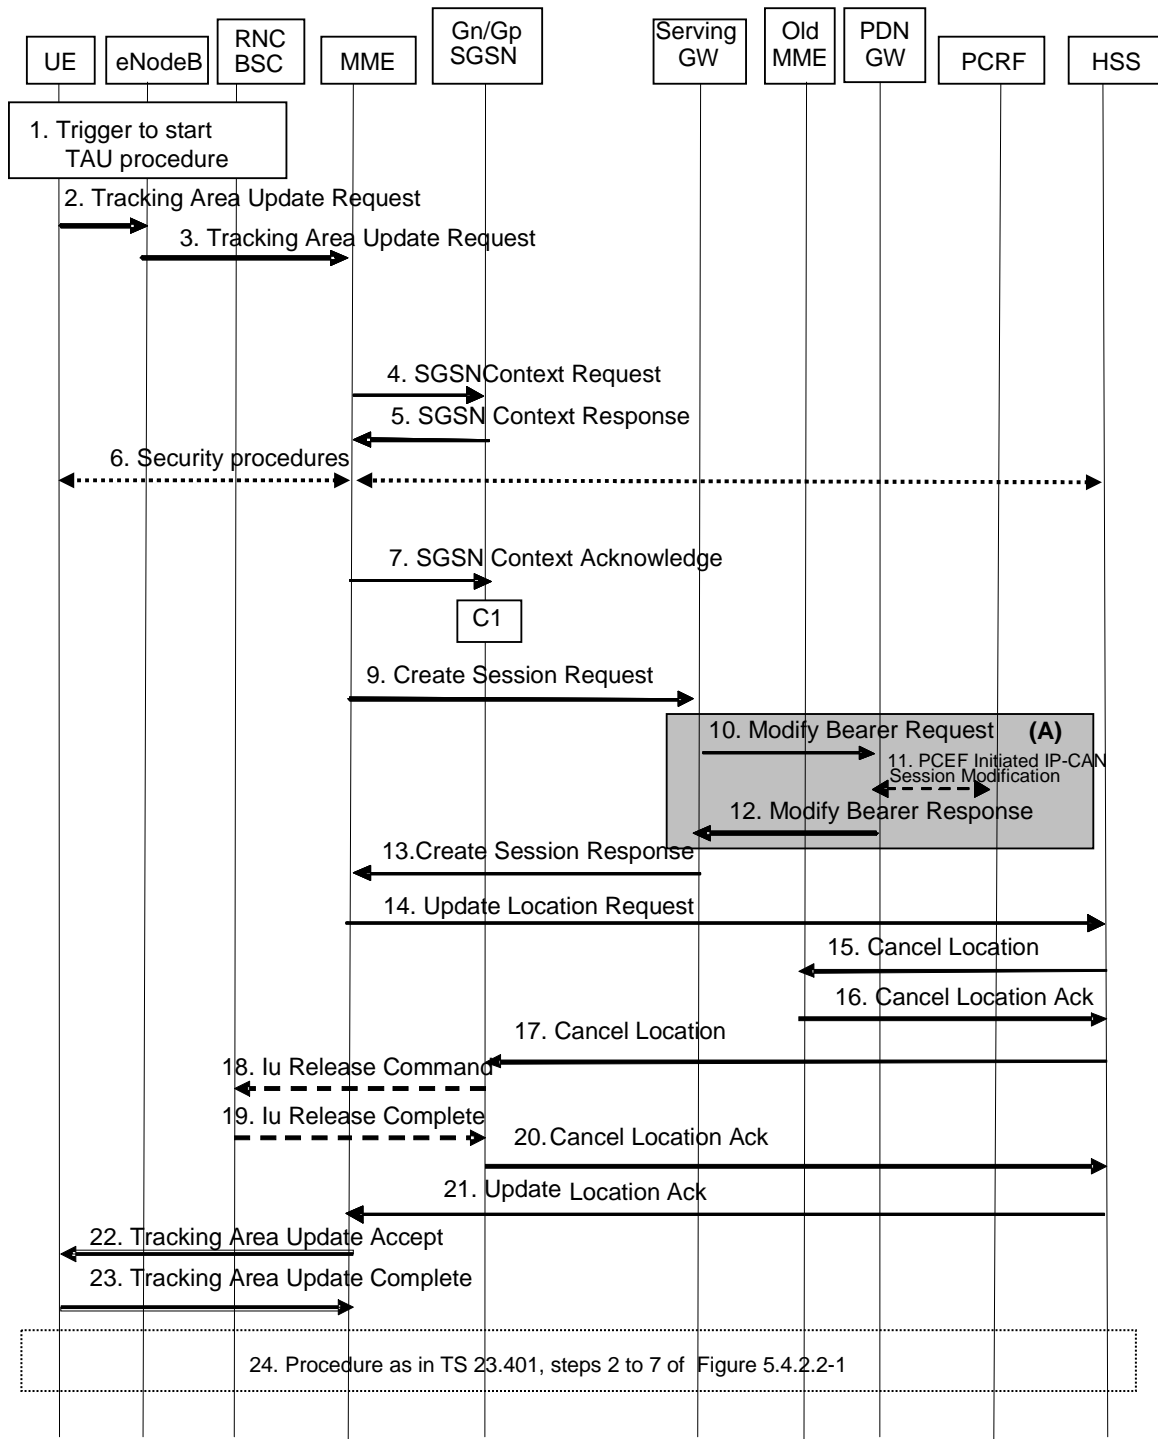 UE
eNodeB
RNC
BSC
MME
Gn/Gp
SGSN
Serving
GW
Old
MME
PDN
GW
PCRF
HSS
1. Trigger to start
TAU procedure
2. Tracking Area Update Request
3. Tracking Area Update Request
4. SGSNContext Request
5. SGSN Context Response
6. Security procedures
7. SGSN Context Acknowledge
C1
9. Create Session Request
10. Modify Bearer Request
(A)
11. PCEF Initiated IP-CAN
Session Modification
12. Modify Bearer Response
13.Create Session Response
14. Update Location Request
15. Cancel Location
16. Cancel Location Ack
17. Cancel Location
18. Iu Release Command
19. Iu Release Complete
20.Cancel Location Ack
21. Update Location Ack
22. Tracking Area Update Accept
23. Tracking Area Update Complete
24. Procedure as in TS 23.401, steps 2 to 7 of Figure 5.4.2.2-1